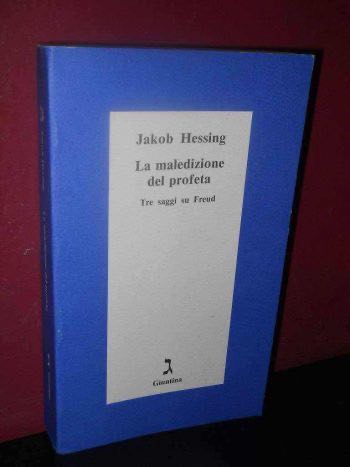 Jakob Hessing
La maledizione
del profeta
Tre saggi su Freud
ג
Giuntina